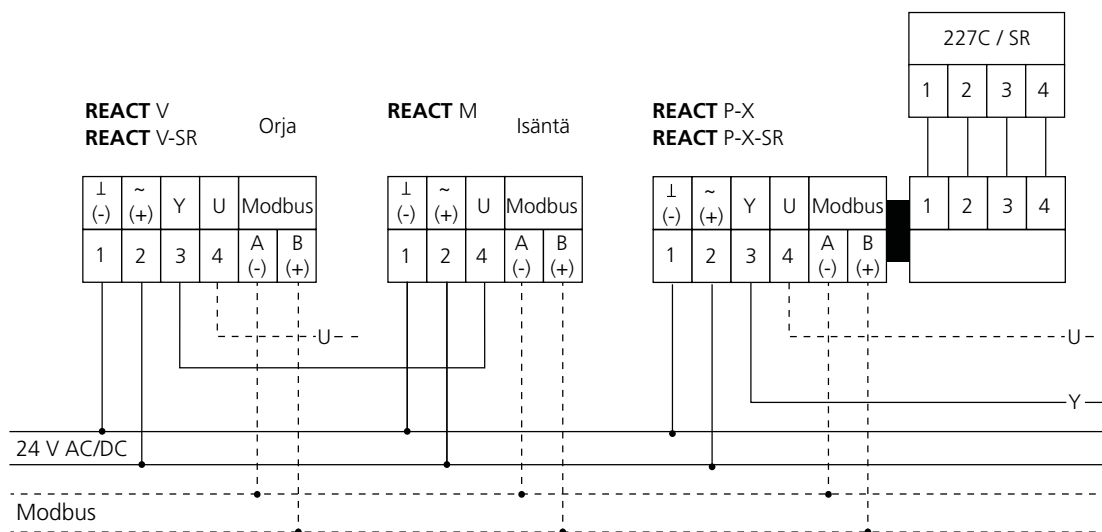 227C / SR
1 2 3 4
REACT V
REACT V-SR
Orja
⊥ (-) ~ (+) Y U Modbus
1 2 3 4 A (-) B (+)
REACT M
Isäntä
⊥ (-) ~ (+) U Modbus
1 2 4 A (-) B (+)
REACT P-X
REACT P-X-SR
⊥ (-) ~ (+) Y U Modbus
1 2 3 4 A (-) B (+)
1 2 3 4
U
U
Y
24 V AC/DC
Modbus